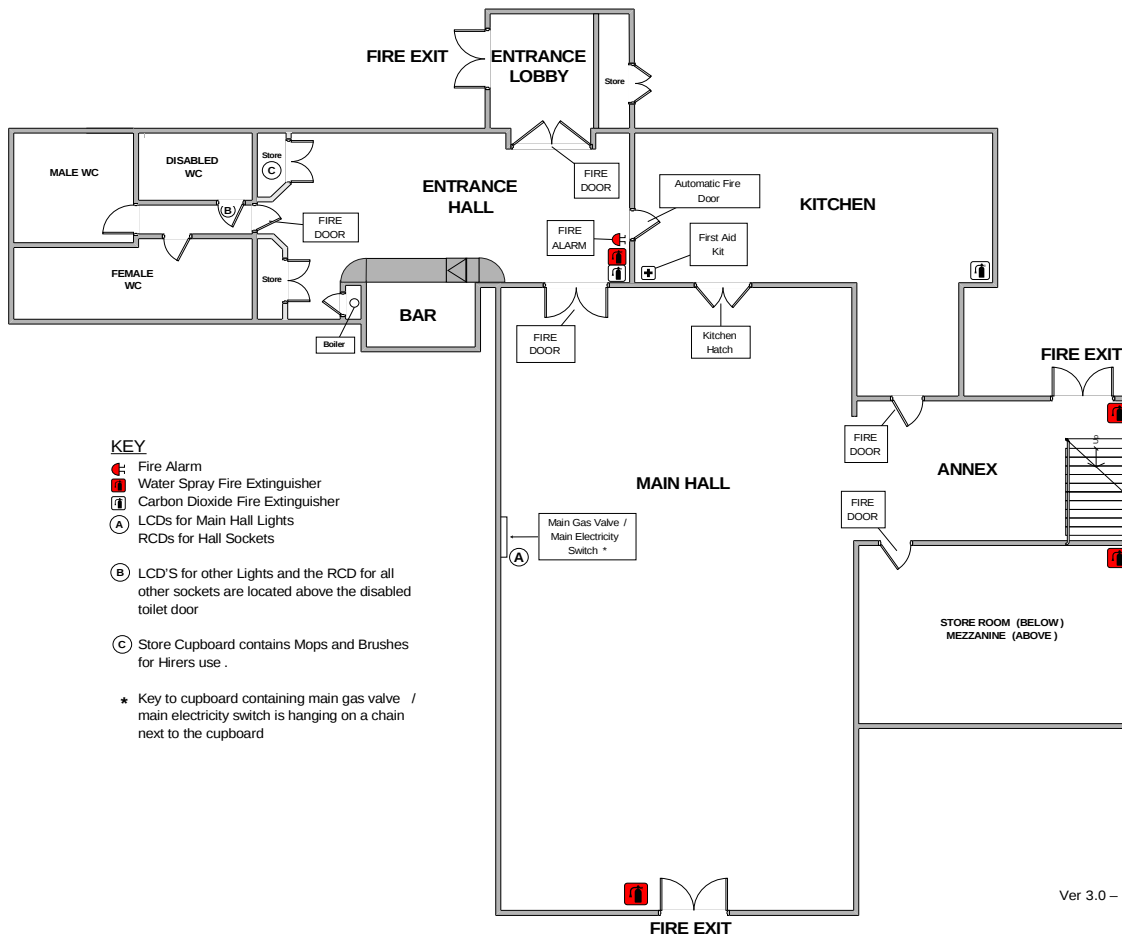 FIRE EXIT
ENTRANCE
LOBBY
Store
MALE WC
DISABLED
WC
Store
C
B
FIRE
DOOR
ENTRANCE
HALL
FIRE
DOOR
Automatic Fire
Door
KITCHEN
FIRE
ALARM
First Aid
Kit
FEMALE
WC
Store
BAR
Boiler
FIRE
DOOR
Kitchen
Hatch
FIRE EXIT
FIRE
DOOR
ANNEX
MAIN HALL
FIRE
DOOR
Main Gas Valve /
Main Electricity
Switch *
A
STORE ROOM (BELOW)
MEZZANINE (ABOVE)
KEY
Fire Alarm
Water Spray Fire Extinguisher
Carbon Dioxide Fire Extinguisher
A LCDs for Main Hall Lights
RCDs for Hall Sockets
B LCD'S for other Lights and the RCD for all
other sockets are located above the disabled
toilet door
C Store Cupboard contains Mops and Brushes
for Hirers use .
* Key to cupboard containing main gas valve /
main electricity switch is hanging on a chain
next to the cupboard
Ver 3.0 –
FIRE EXIT